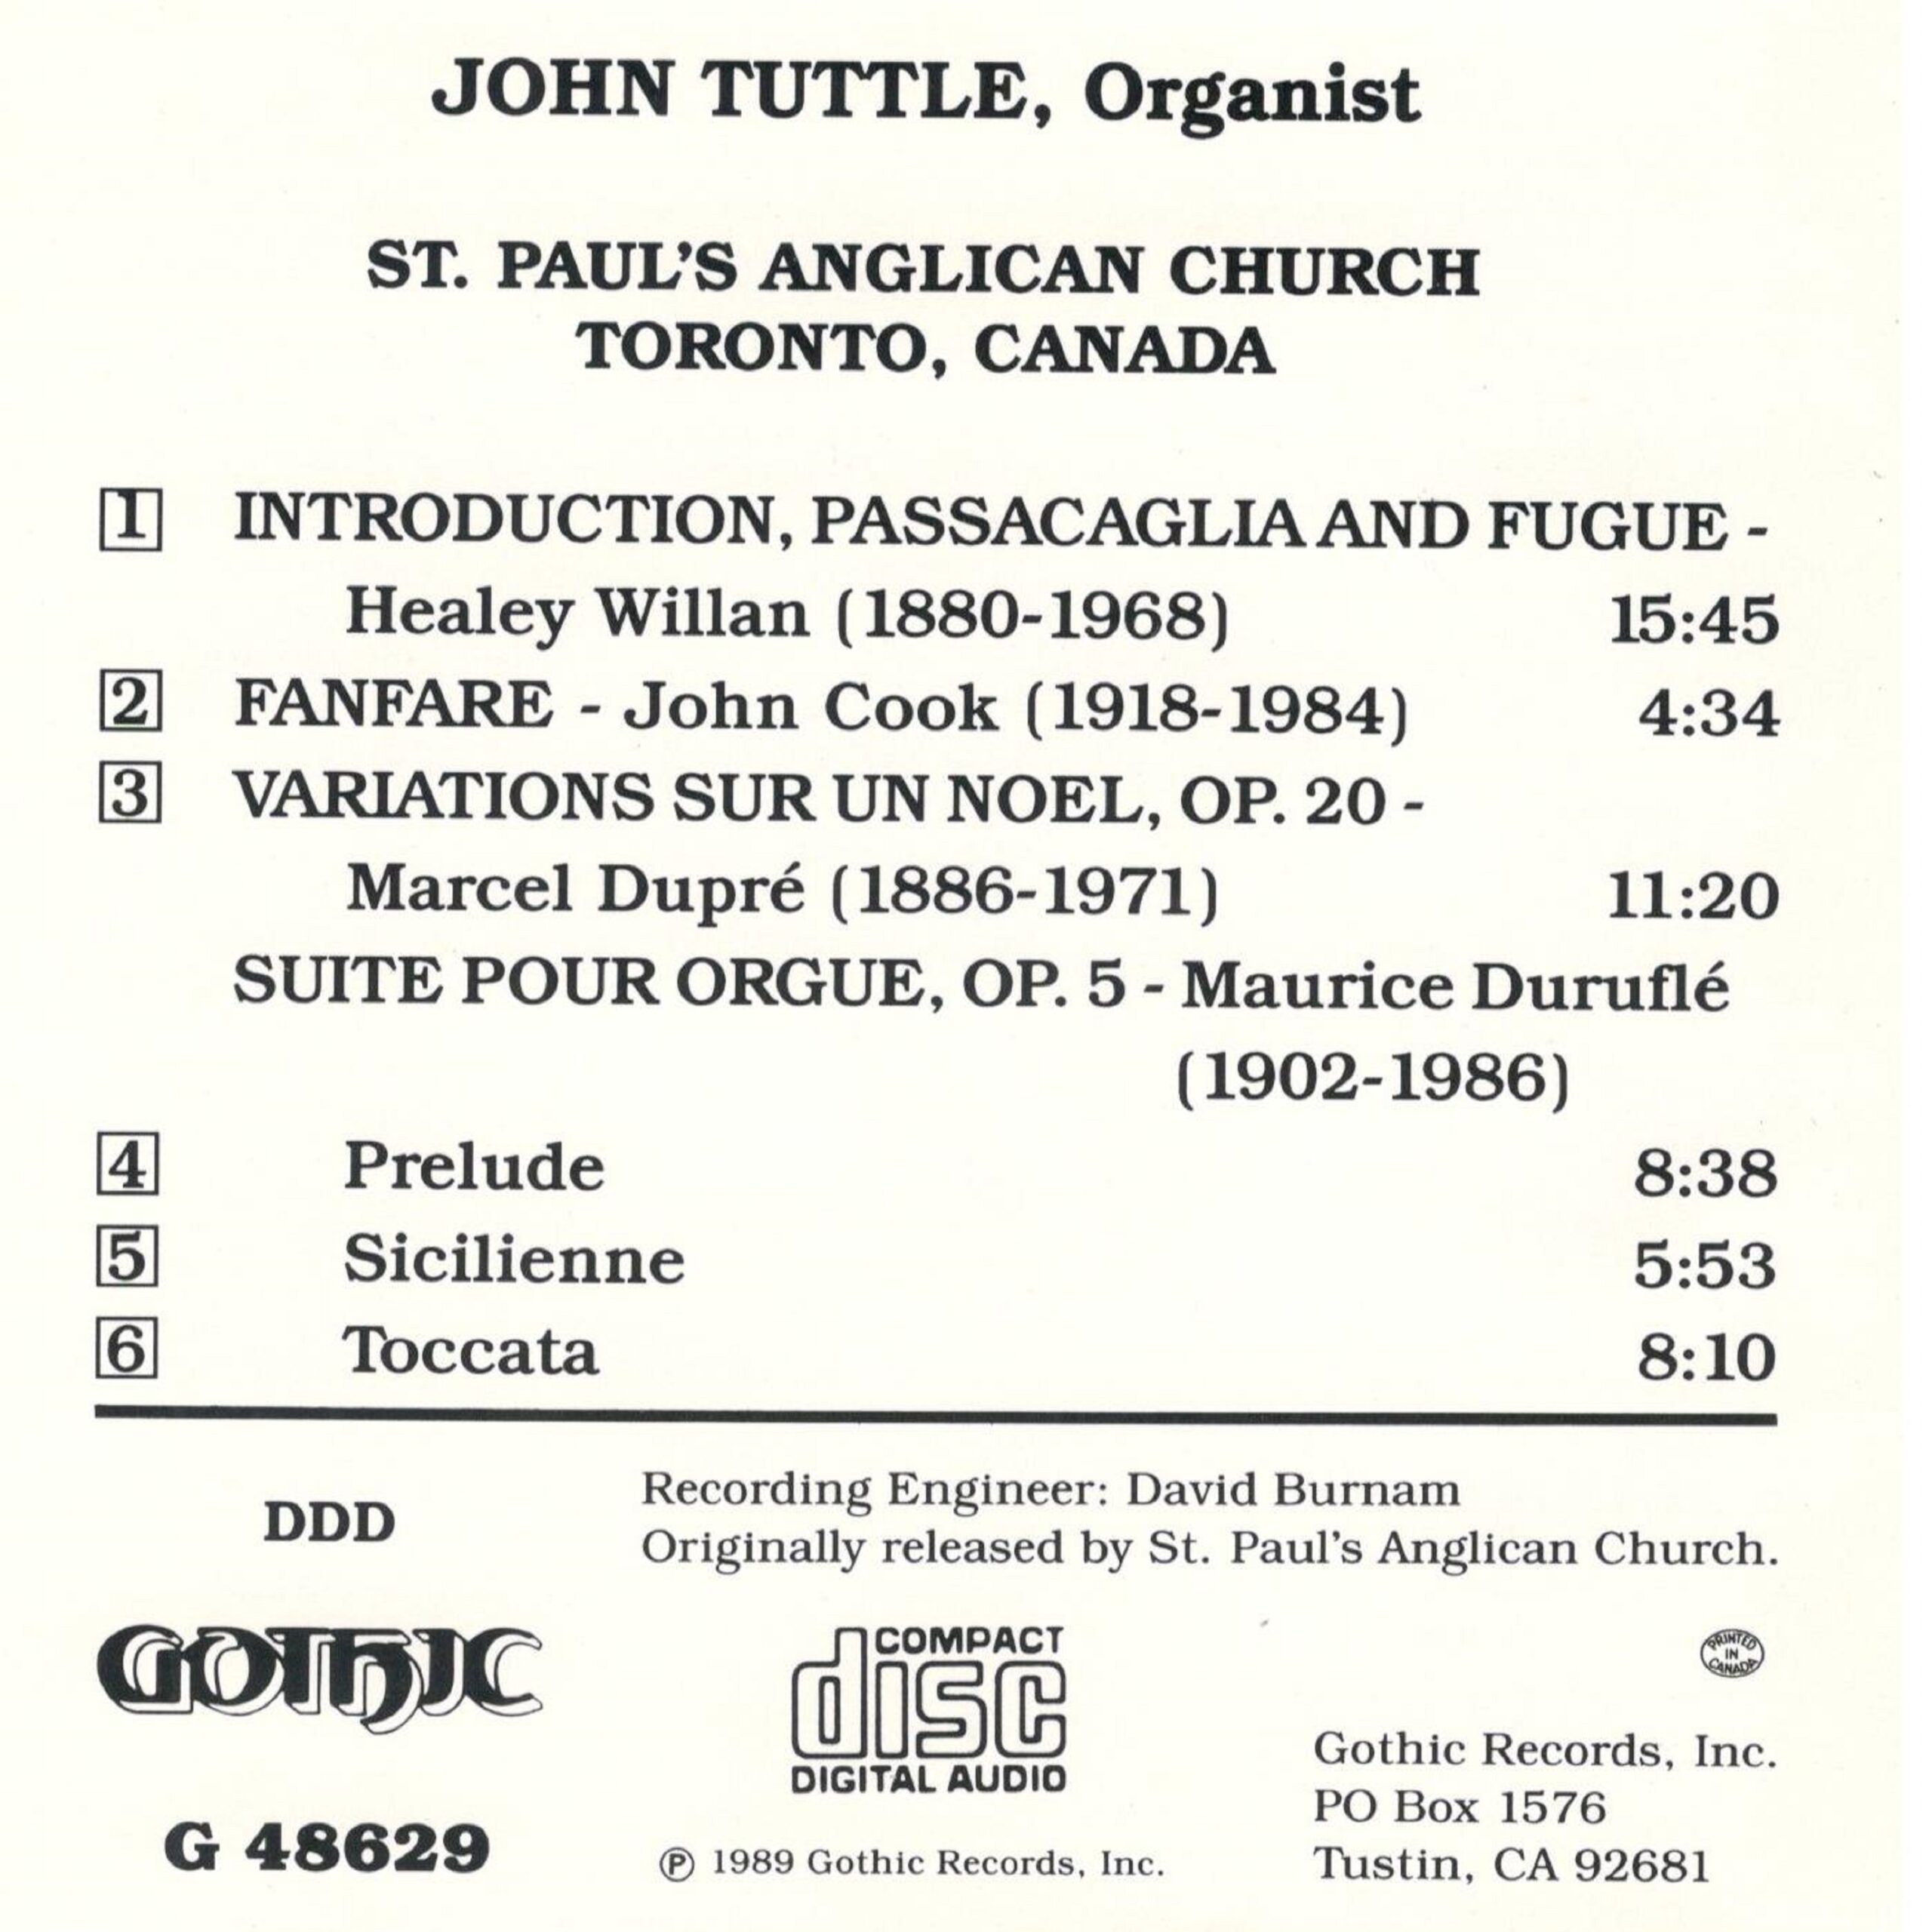 JOHN TUTTLE, Organist
ST. PAUL'S ANGLICAN CHURCH
TORONTO, CANADA
1 INTRODUCTION, PASSACAGLIA AND FUGUE -
Healey Willan (1880-1968) 15:45
2 FANFARE - John Cook (1918-1984) 4:34
3 VARIATIONS SUR UN NOEL, OP. 20 -
Marcel Dupré (1886-1971) 11:20
SUITE POUR ORGUE, OP. 5 - Maurice Duruflé
(1902-1986)
4 Prelude 8:38
5 Sicilienne 5:53
6 Toccata 8:10
DDD
Recording Engineer: David Burnam
Originally released by St. Paul's Anglican Church.
GOTHIC
G 48629
COMPACT
disc
DIGITAL AUDIO
℗ 1989 Gothic Records, Inc.
PRINTED
IN
CANADA
Gothic Records, Inc.
PO Box 1576
Tustin, CA 92681